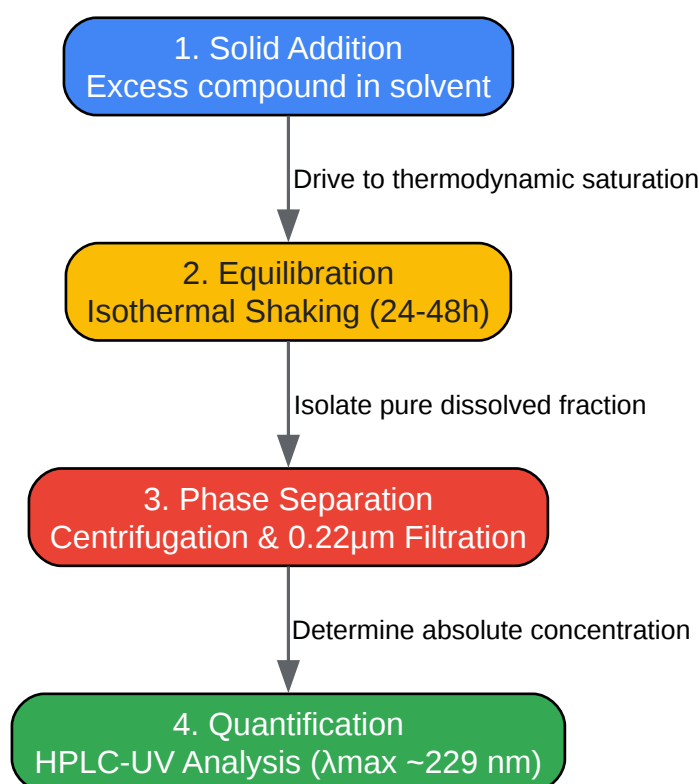 1. Solid Addition
Excess compound in solvent
Drive to thermodynamic saturation
2. Equilibration
Isothermal Shaking (24-48h)
Isolate pure dissolved fraction
3. Phase Separation
Centrifugation & 0.22µm Filtration
Determine absolute concentration
4. Quantification
HPLC-UV Analysis (λmax ~229 nm)